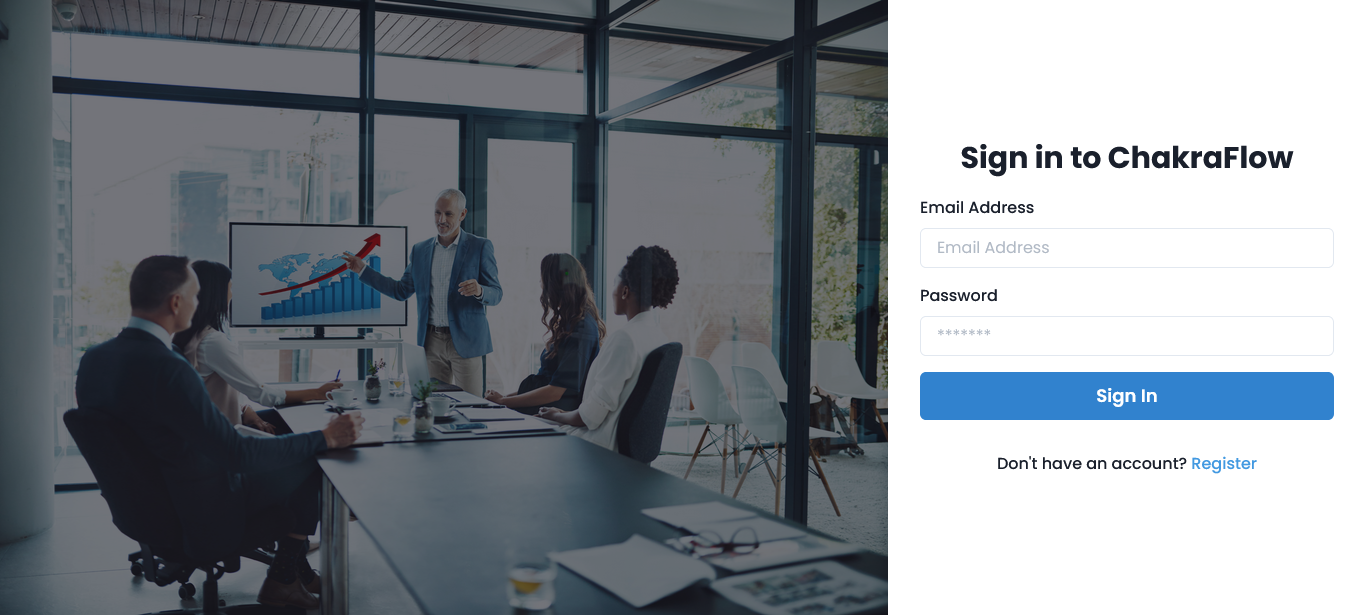 Sign in to ChakraFlow
Email Address
Email Address
Password
*******
Sign In
Don't have an account? Register